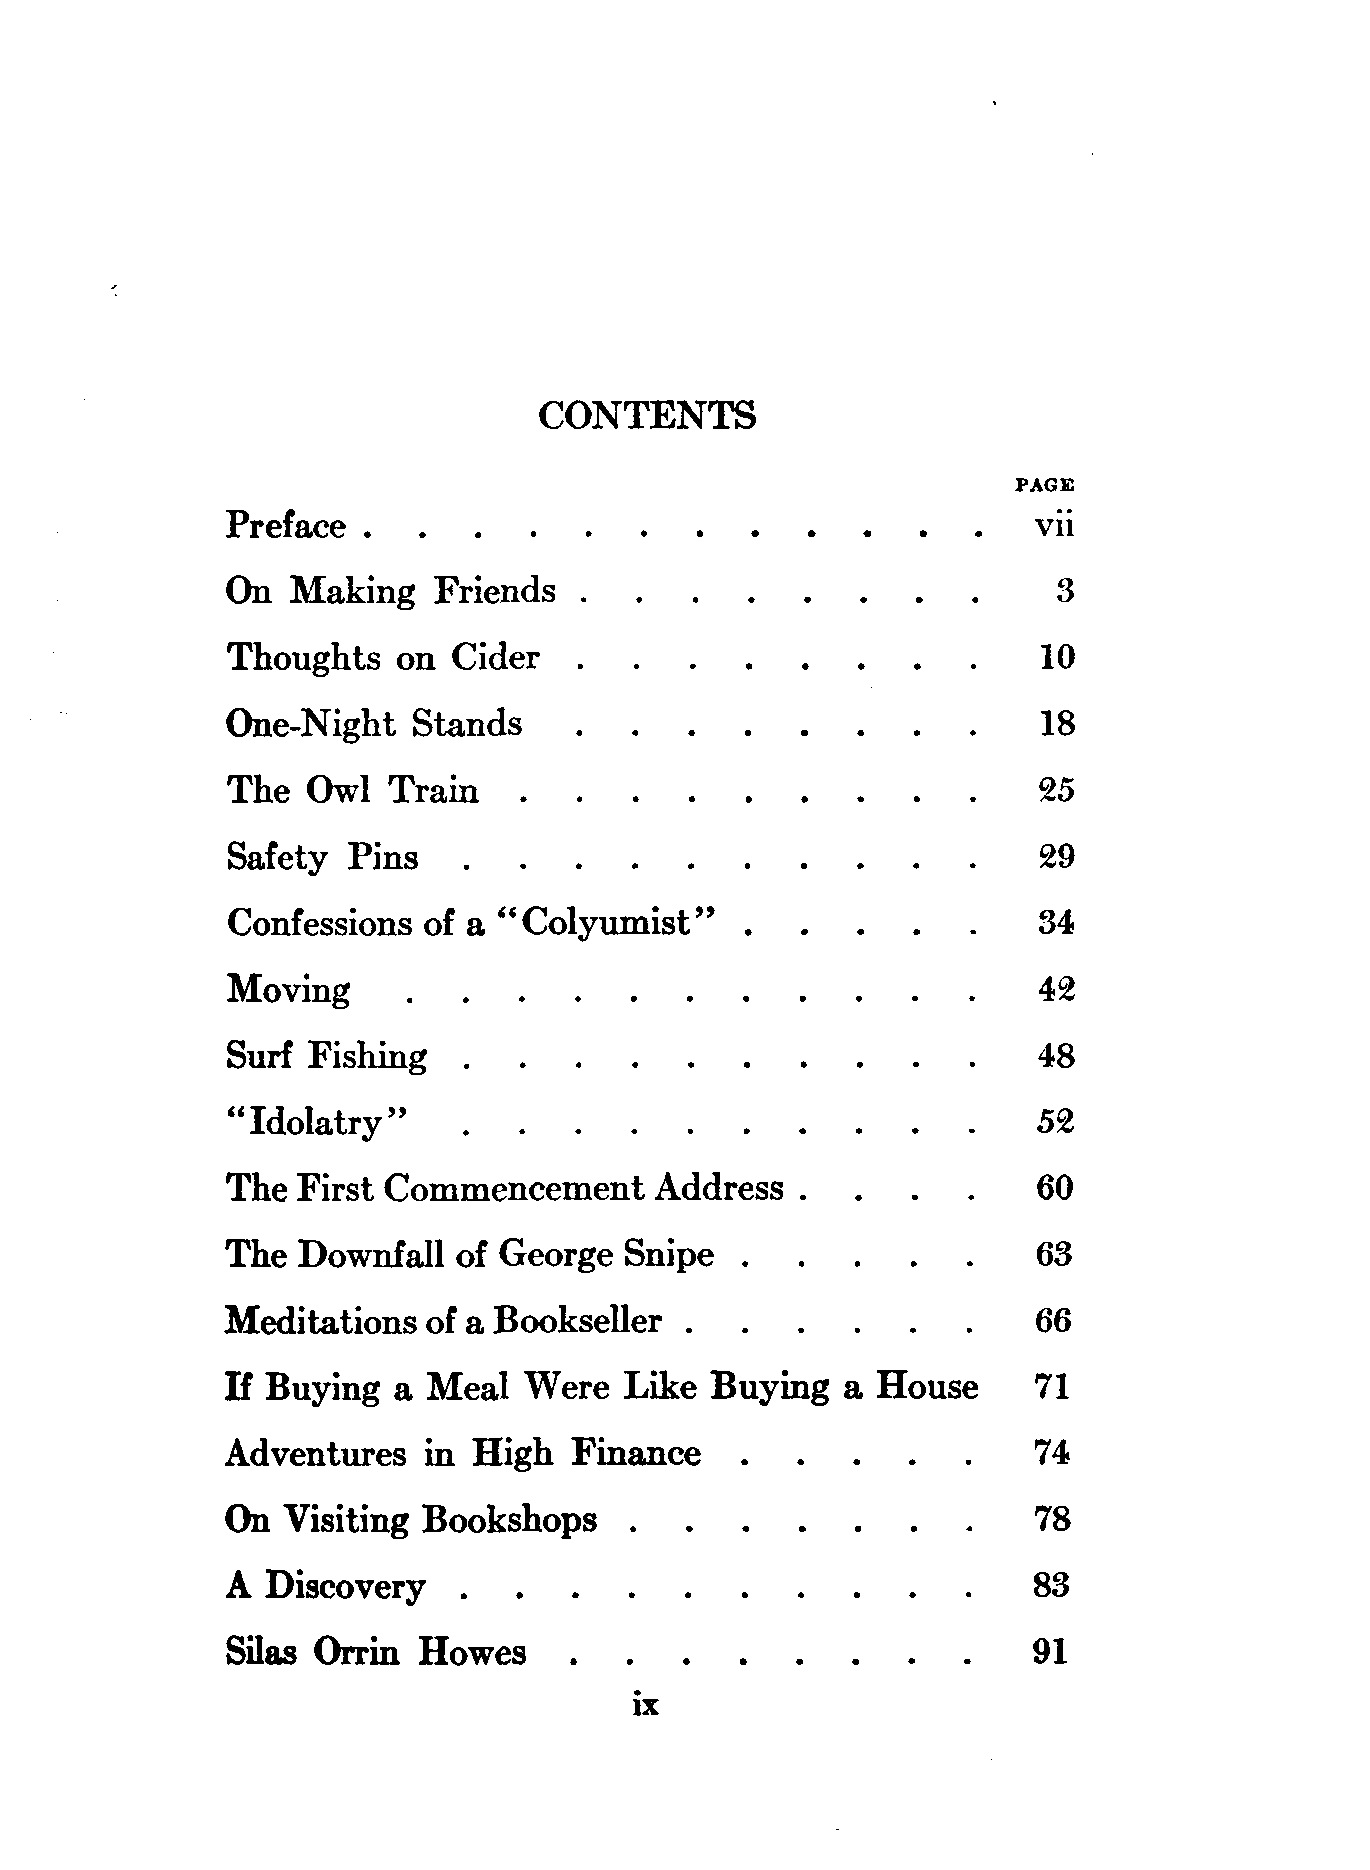 CONTENTS
PAGE
Preface . . . . . . . . . . . . vii
On Making Friends . . . . . . . . 3
Thoughts on Cider . . . . . . . . 10
One-Night Stands . . . . . . . . 18
The Owl Train . . . . . . . . . 25
Safety Pins . . . . . . . . . . 29
Confessions of a “Colyumist” . . . . . 34
Moving . . . . . . . . . . . 42
Surf Fishing . . . . . . . . . . 48
“Idolatry” . . . . . . . . . . 52
The First Commencement Address . . . . 60
The Downfall of George Snipe . . . . . 63
Meditations of a Bookseller . . . . . . 66
If Buying a Meal Were Like Buying a House 71
Adventures in High Finance . . . . . 74
On Visiting Bookshops . . . . . . . 78
A Discovery . . . . . . . . . . 83
Silas Orrin Howes . . . . . . . . 91
ix